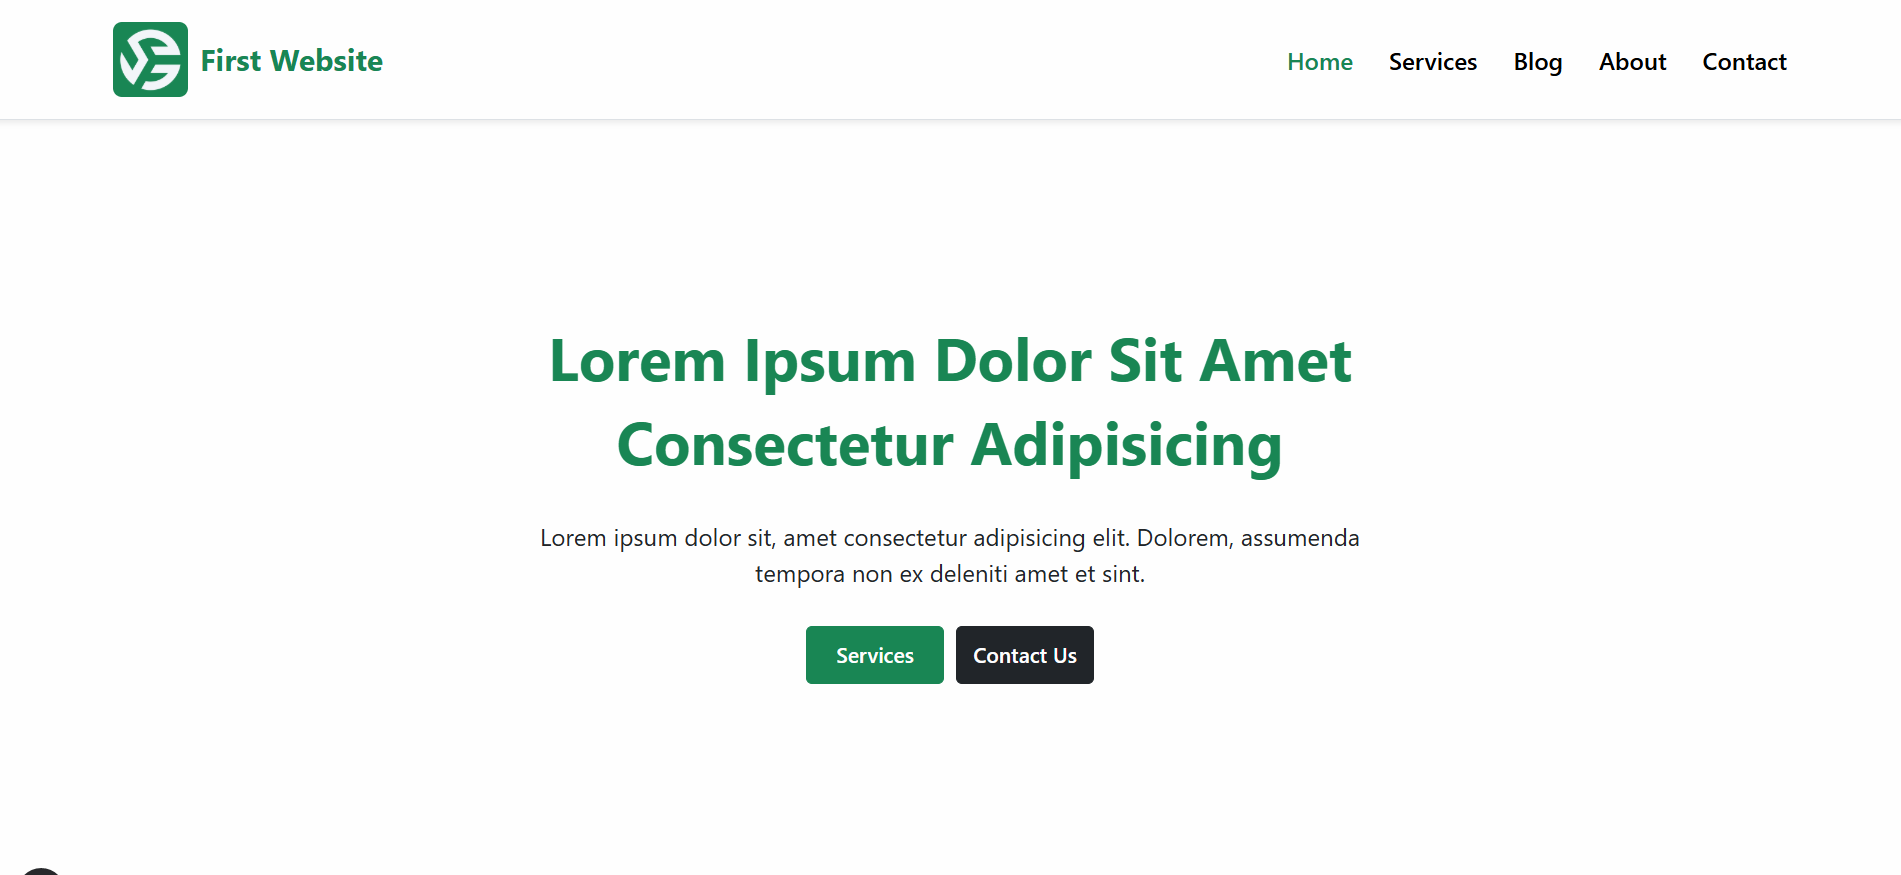 First Website
Home Services Blog About Contact
Lorem Ipsum Dolor Sit Amet
Consectetur Adipisicing
Lorem ipsum dolor sit, amet consectetur adipisicing elit. Dolorem, assumenda
tempora non ex deleniti amet et sint.
Services Contact Us